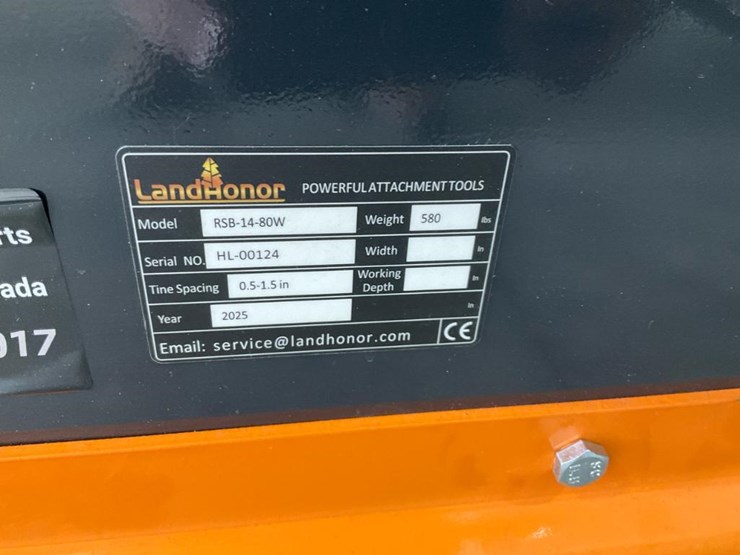 LandHonor POWERFUL ATTACHMENT TOOLS
Model RSB-14-80W Weight 580 lbs
Serial NO. HL-00124 Width in
Tine Spacing 0.5-1.5 in Working Depth in
Year 2025 in
Email: service@landhonor.com CE
rts
ada
017
8.8